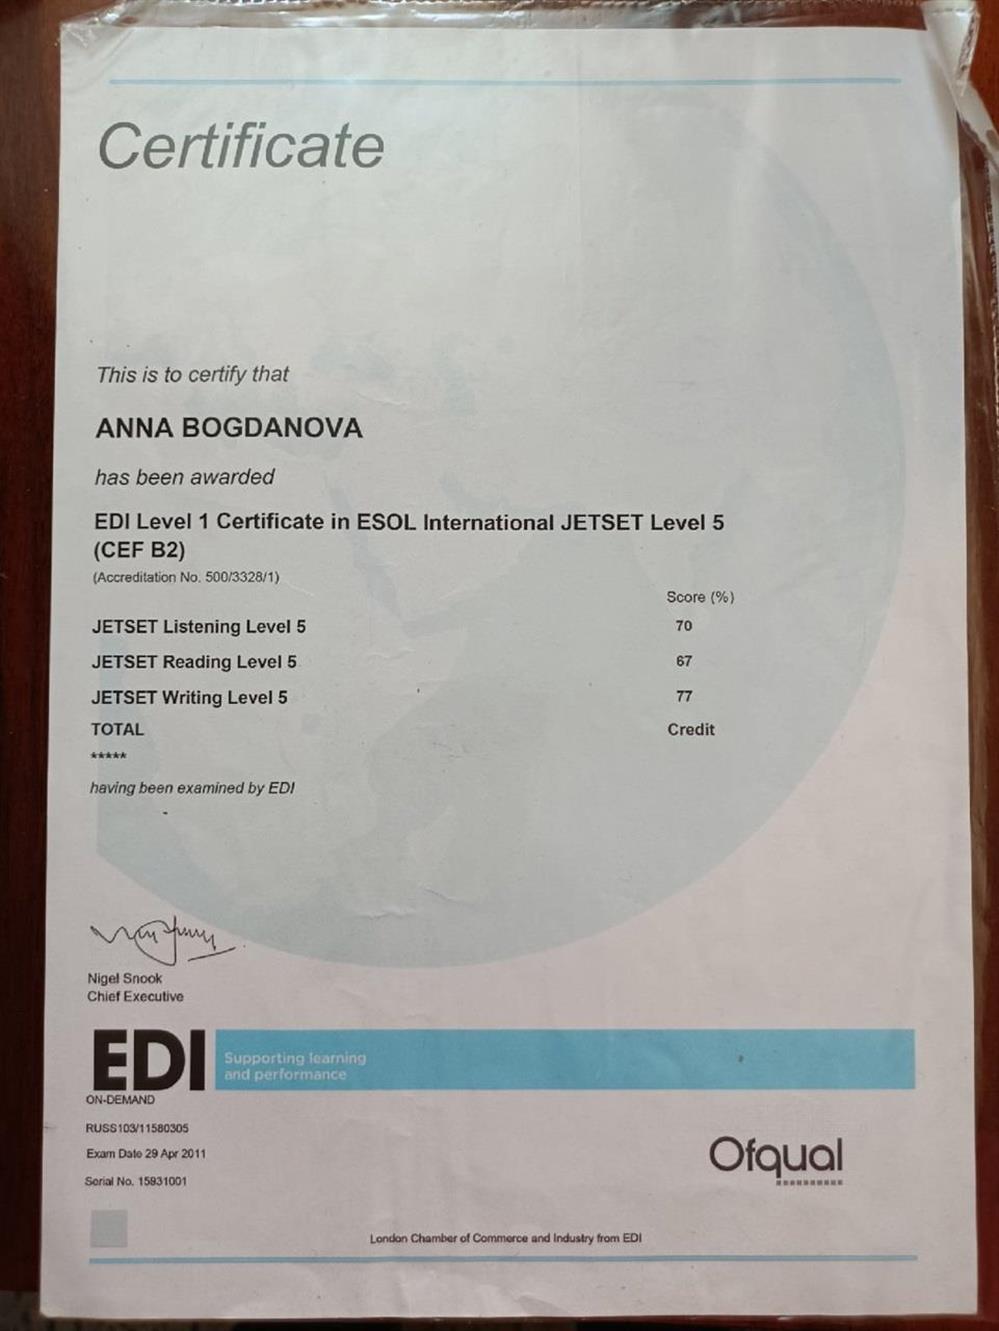 Certificate
This is to certify that
ANNA BOGDANOVA
has been awarded
EDI Level 1 Certificate in ESOL International JETSET Level 5
(CEF B2)
(Accreditation No. 500/3328/1)
Score (%)
JETSET Listening Level 5 70
JETSET Reading Level 5 67
JETSET Writing Level 5 77
TOTAL Credit
*****
having been examined by EDI
Nigel Snook
Chief Executive
EDI Supporting learning
and performance
ON-DEMAND
RUSS103/11580305
Exam Date 29 Apr 2011
Serial No. 15931001
Ofqual
London Chamber of Commerce and Industry from EDI